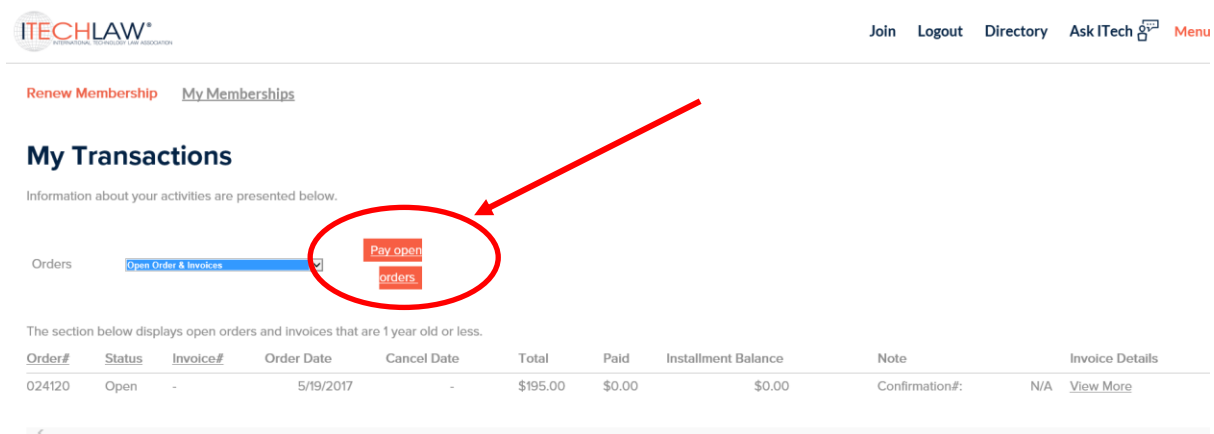 ITECHLAW®
INTERNATIONAL TECHNOLOGY LAW ASSOCIATION
Join Logout Directory Ask ITech Menu
Renew Membership My Memberships
My Transactions
Information about your activities are presented below.
Orders Open Order & Invoices Pay open
orders
The section below displays open orders and invoices that are 1 year old or less.
Order# Status Invoice# Order Date Cancel Date Total Paid Installment Balance Note Invoice Details
024120 Open - 5/19/2017 - $195.00 $0.00 $0.00 Confirmation#: N/A View More